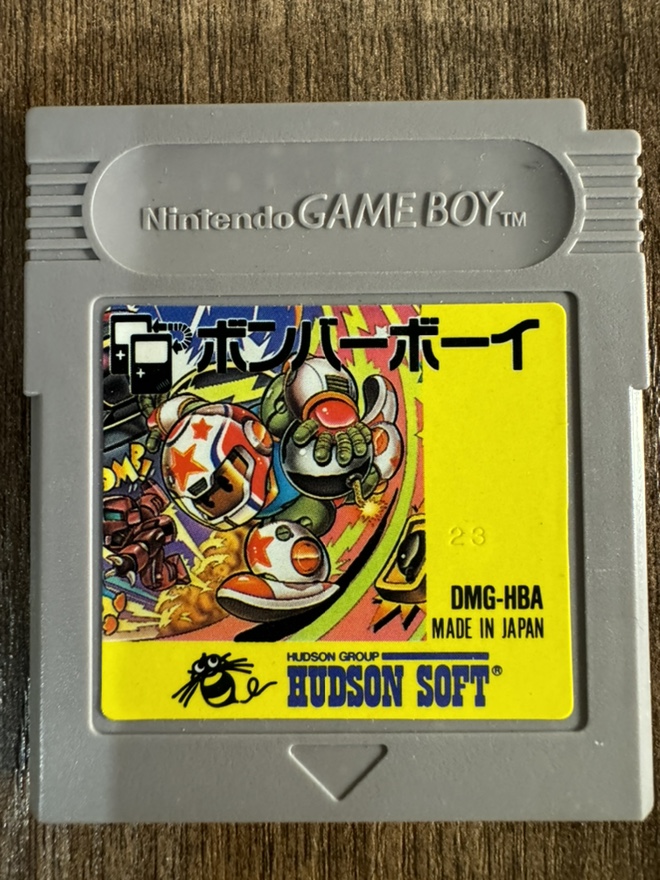 Nintendo GAME BOY TM
ボンバーボーイ
OMP!
23
DMG-HBA
MADE IN JAPAN
HUDSON GROUP
HUDSON SOFT®